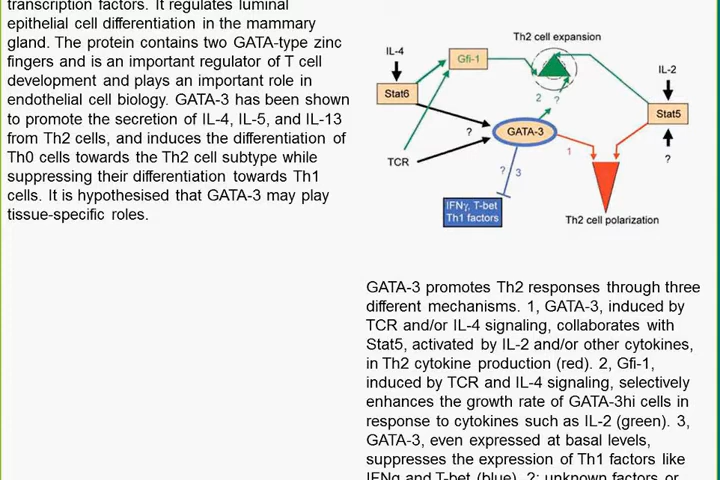 transcription factors. It regulates luminal
epithelial cell differentiation in the mammary
gland. The protein contains two GATA-type zinc
fingers and is an important regulator of T cell
development and plays an important role in
endothelial cell biology. GATA-3 has been shown
to promote the secretion of IL-4, IL-5, and IL-13
from Th2 cells, and induces the differentiation of
Th0 cells towards the Th2 cell subtype while
suppressing their differentiation towards Th1
cells. It is hypothesised that GATA-3 may play
tissue-specific roles.
Th2 cell expansion
IL-4
Gfi-1
IL-2
Stat6
2
?
Stat5
?
GATA-3
TCR
1
?
?
3
IFNγ, T-bet
Th1 factors
Th2 cell polarization
GATA-3 promotes Th2 responses through three
different mechanisms. 1, GATA-3, induced by
TCR and/or IL-4 signaling, collaborates with
Stat5, activated by IL-2 and/or other cytokines,
in Th2 cytokine production (red). 2, Gfi-1,
induced by TCR and IL-4 signaling, selectively
enhances the growth rate of GATA-3hi cells in
response to cytokines such as IL-2 (green). 3,
GATA-3, even expressed at basal levels,
suppresses the expression of Th1 factors like
IFNg and T-bet (blue). ?: unknown factors or